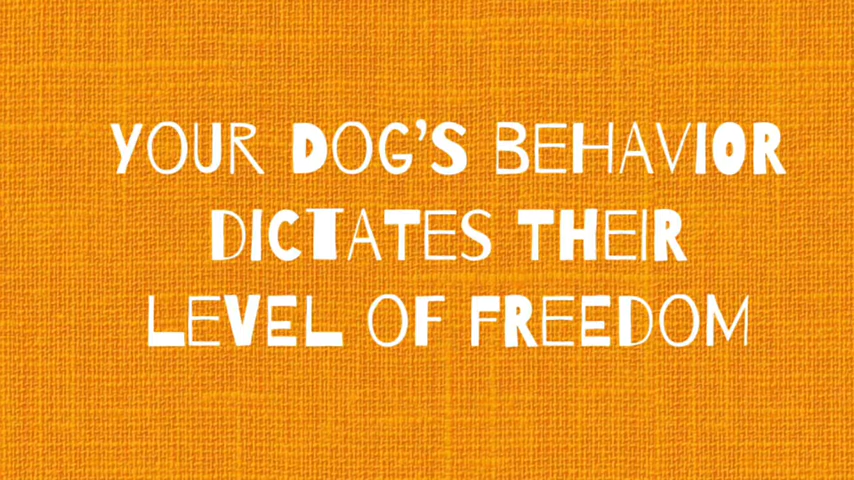 YOUR DOG'S BEHAVIOR
DICTATES THEIR
LEVEL OF FREEDOM